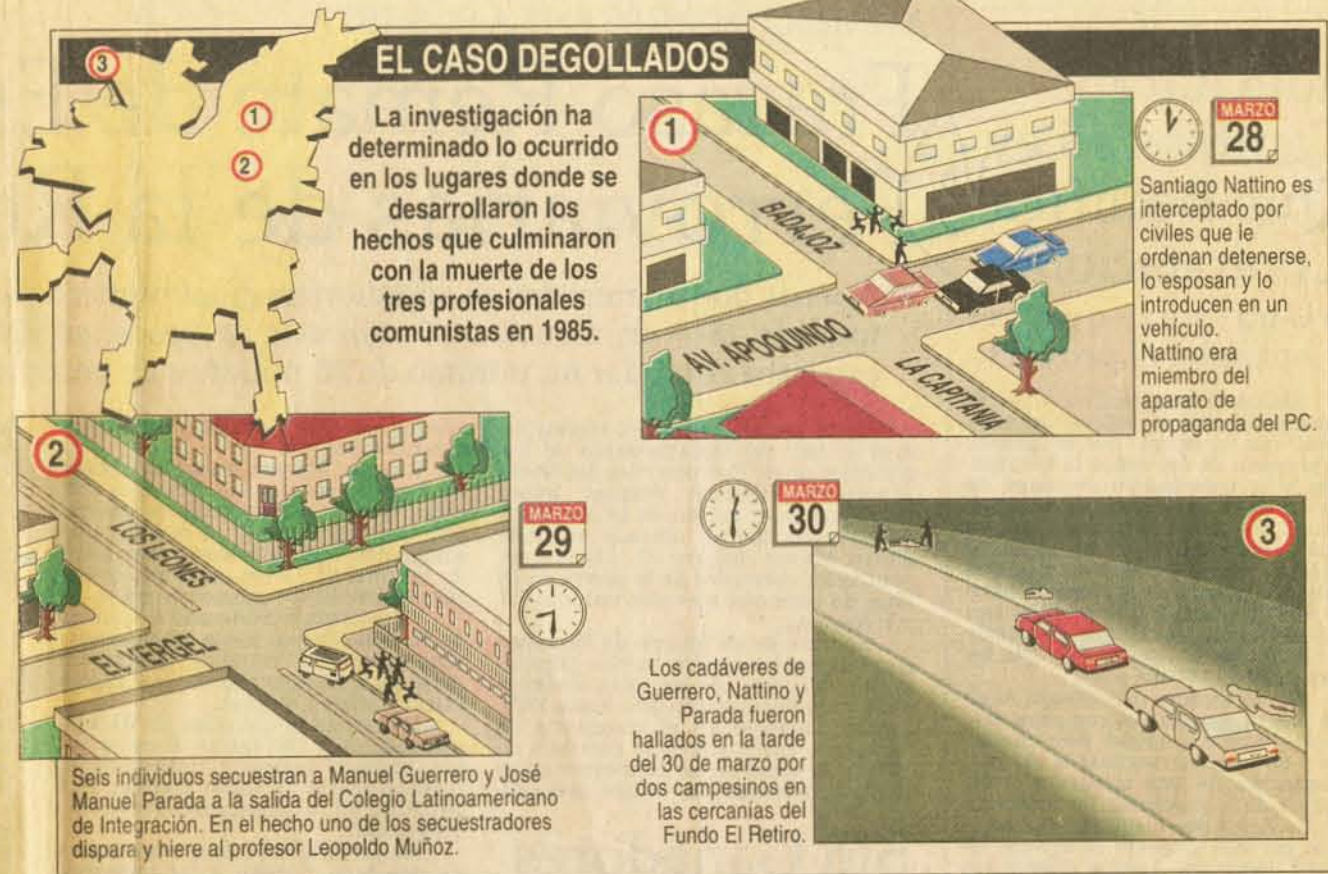 EL CASO DEGOLLADOS
3
1
2
La investigación ha
determinado lo ocurrido
en los lugares donde se
desarrollaron los
hechos que culminaron
con la muerte de los
tres profesionales
comunistas en 1985.
1
BADAJOZ
AV. APOQUINDO
LA CAPITANIA
MARZO
28
Santiago Nattino es
interceptado por
civiles que le
ordenan detenerse,
lo esposan y lo
introducen en un
vehículo.
Nattino era
miembro del
aparato de
propaganda del PC.
2
LOS LEONES
EL VERGEL
MARZO
29
Seis individuos secuestran a Manuel Guerrero y José
Manuel Parada a la salida del Colegio Latinoamericano
de Integración. En el hecho uno de los secuestradores
dispara y hiere al profesor Leopoldo Muñoz.
MARZO
30
3
Los cadáveres de
Guerrero, Nattino y
Parada fueron
hallados en la tarde
del 30 de marzo por
dos campesinos en
las cercanías del
Fundo El Retiro.